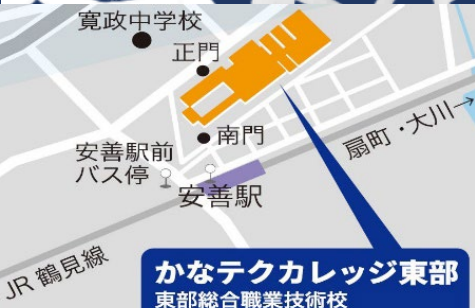 寛政中学校
正門
南門
安善駅前
バス停
安善駅
扇町・大川→
JR 鶴見線
かなテクカレッジ東部
東部総合職業技術校